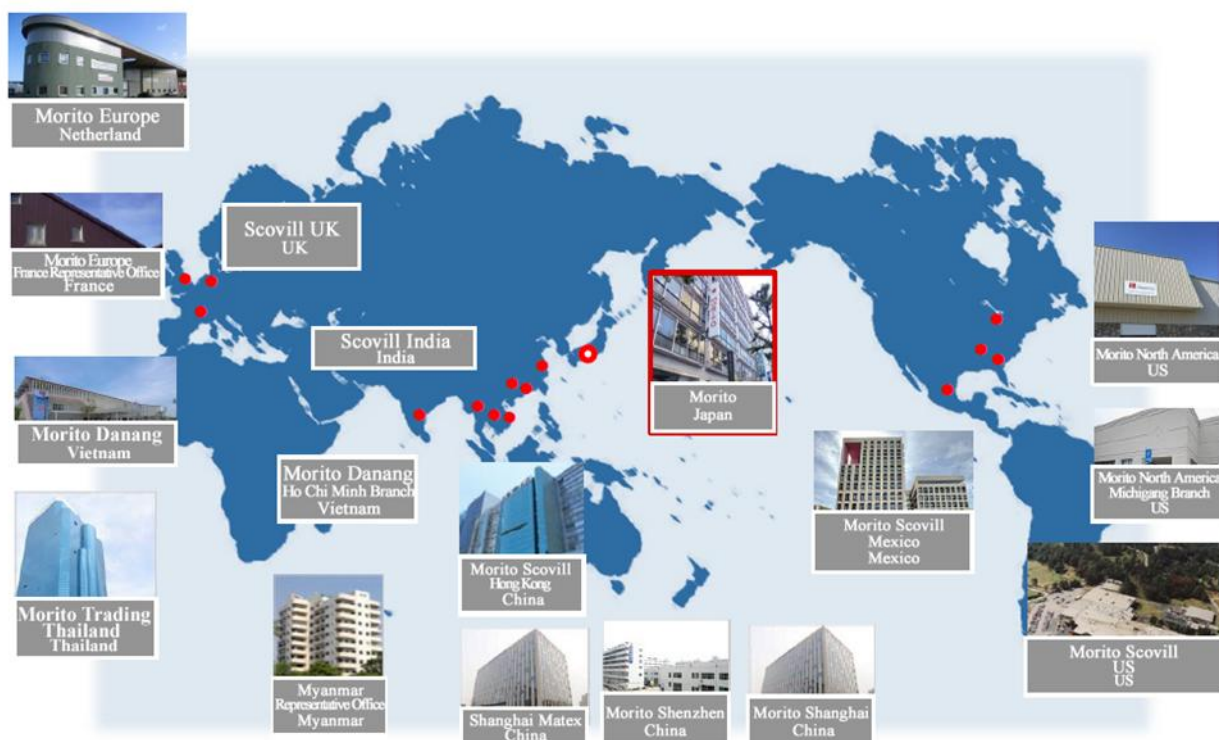 Morito Europe
Netherland
Morito Europe
France Representative Office
France
Scovill UK
UK
Scovill India
India
Morito Danang
Vietnam
Morito Danang
Ho Chi Minh Branch
Vietnam
Morito Trading
Thailand
Thailand
Myanmar
Representative Office
Myanmar
Morito Scovill
Hong Kong
China
Shanghai Matex
China
Morito Shenzhen
China
Morito Shanghai
China
Morito
Japan
Morito Scovill
Mexico
Mexico
Morito North America
US
Morito North America
Michigang Branch
US
Morito Scovill
US
US